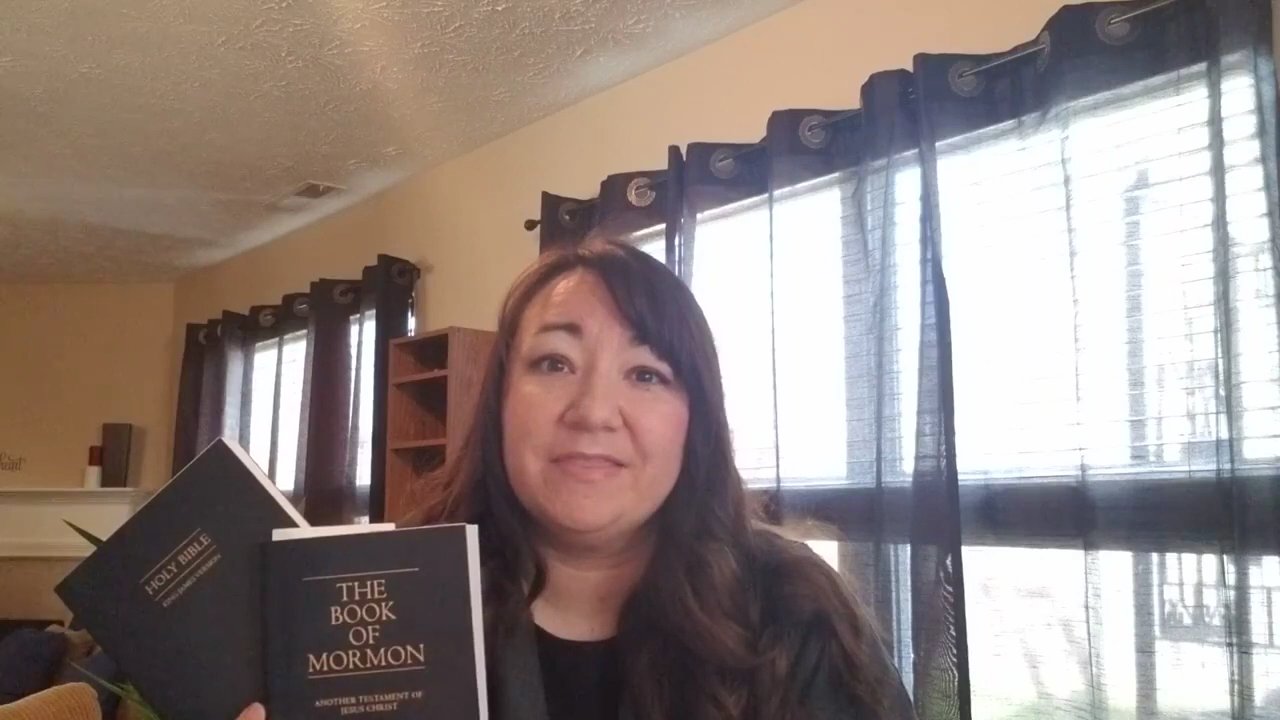 HOLY BIBLE
KING JAMES VERSION
THE
BOOK
OF
MORMON
ANOTHER TESTAMENT OF
JESUS CHRIST